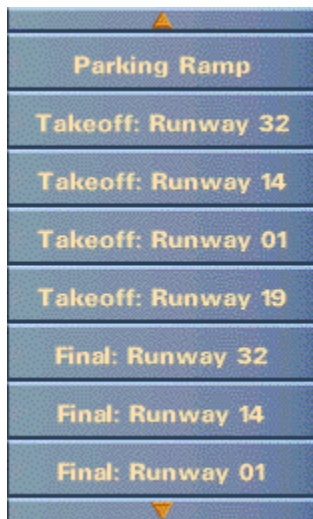 Parking Ramp
Takeoff: Runway 32
Takeoff: Runway 14
Takeoff: Runway 01
Takeoff: Runway 19
Final: Runway 32
Final: Runway 14
Final: Runway 01